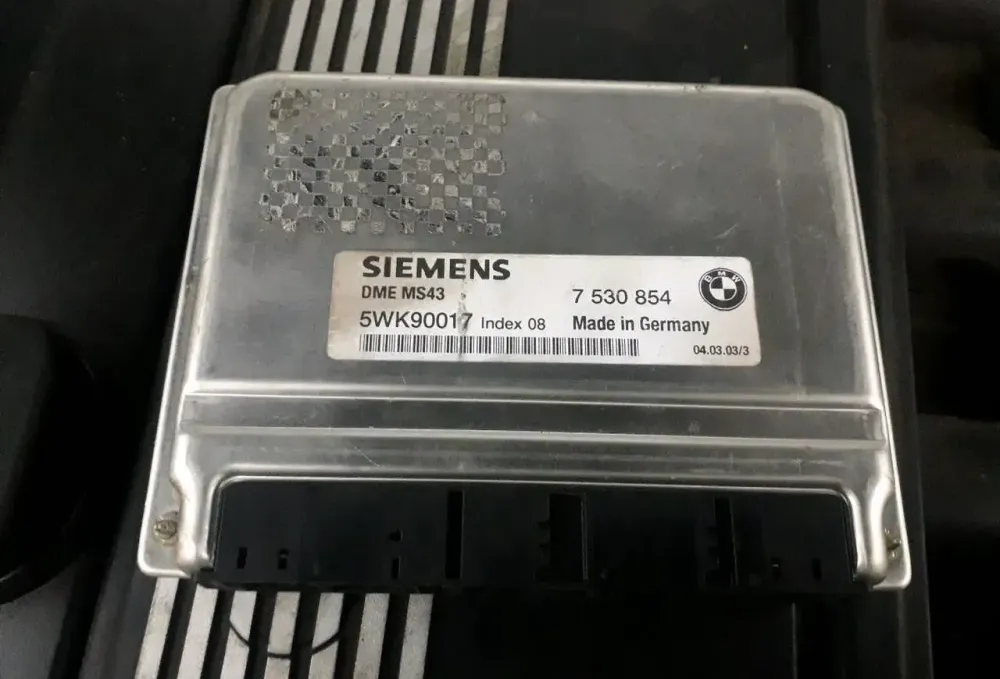 SIEMENS
DME MS43 7 530 854
BMW
5WK90017 Index 08 Made in Germany
04.03.03/3